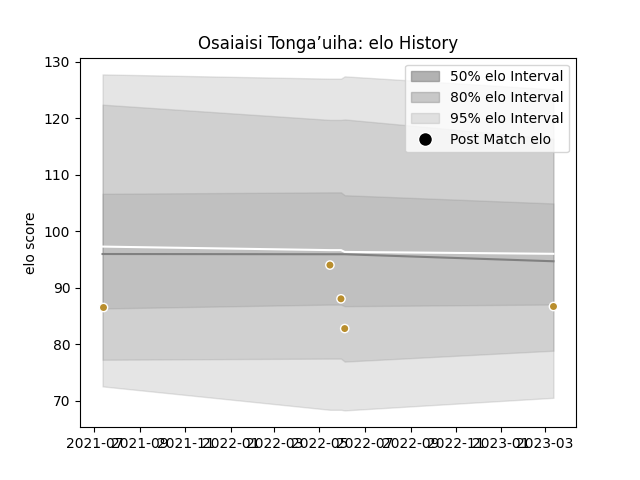 Osaiaisi Tonga’uiha: elo History
50% elo Interval
80% elo Interval
95% elo Interval
Post Match elo
elo score
130
120
110
100
90
80
70
2021-07 2021-09 2021-11 2022-01 2022-03 2022-05 2022-07 2022-09 2022-11 2023-01 2023-03